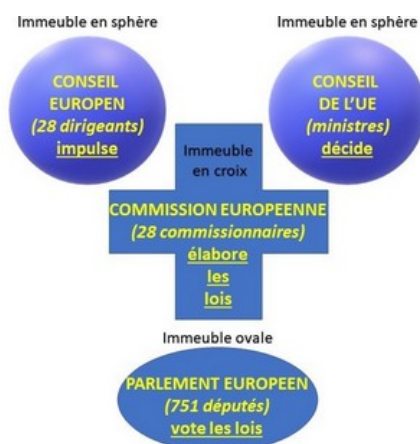 Immeuble en sphère
CONSEIL
EUROPEN
(28 dirigeants)
impulse
Immeuble en sphère
CONSEIL
DE L'UE
(ministres)
décide
Immeuble
en croix
COMMISSION EUROPEENNE
(28 commissionnaires)
élabore
les
lois
Immeuble ovale
PARLEMENT EUROPEEN
(751 députés)
vote les lois